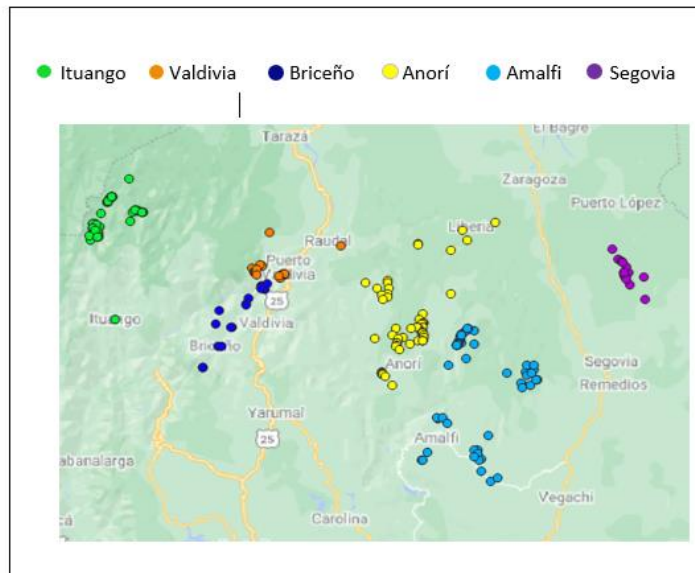 Ituango Valdivia Briceño Anorí Amalfi Segovia
Tarazá
El Bagre
Zaragoza
Puerto López
Liberia
Raudal
Puerto
Valdivia
25
Ituango
Valdivia
Briceño
Anorí
Segovia
Remedios
Yarumal
25
Amalfi
abanalarga
Vegachi
Carolina
cá